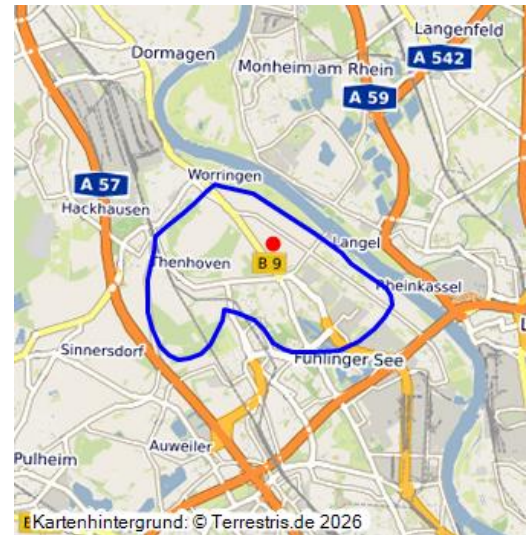 Langenfeld
Dormagen
A 542
Monheim am Rhein
A 59
Worringen
A 57
Hackhausen
Langel
Thenhoven
B 9
Rheinkassel
Sinnersdorf
Fühlinger See
Auweiler
Pulheim
Kartenhintergrund: © Terrestris.de 2026